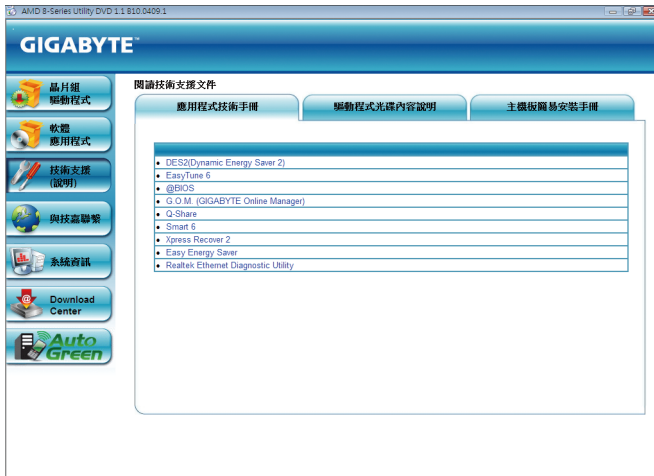 AMD 8-Series Utility DVD 1.1 B10.0409.1
GIGABYTE™
晶片組
驅動程式
軟體
應用程式
技術支援
(說明)
與技嘉聯繫
系統資訊
Download
Center
Auto
Green
閱讀技術支援文件
應用程式技術手冊
驅動程式光碟內容說明
主機板簡易安裝手冊
• DES2(Dynamic Energy Saver 2)
• EasyTune 6
• @BIOS
• G.O.M. (GIGABYTE Online Manager)
• Q-Share
• Smart 6
• Xpress Recover 2
• Easy Energy Saver
• Realtek Ethernet Diagnostic Utility